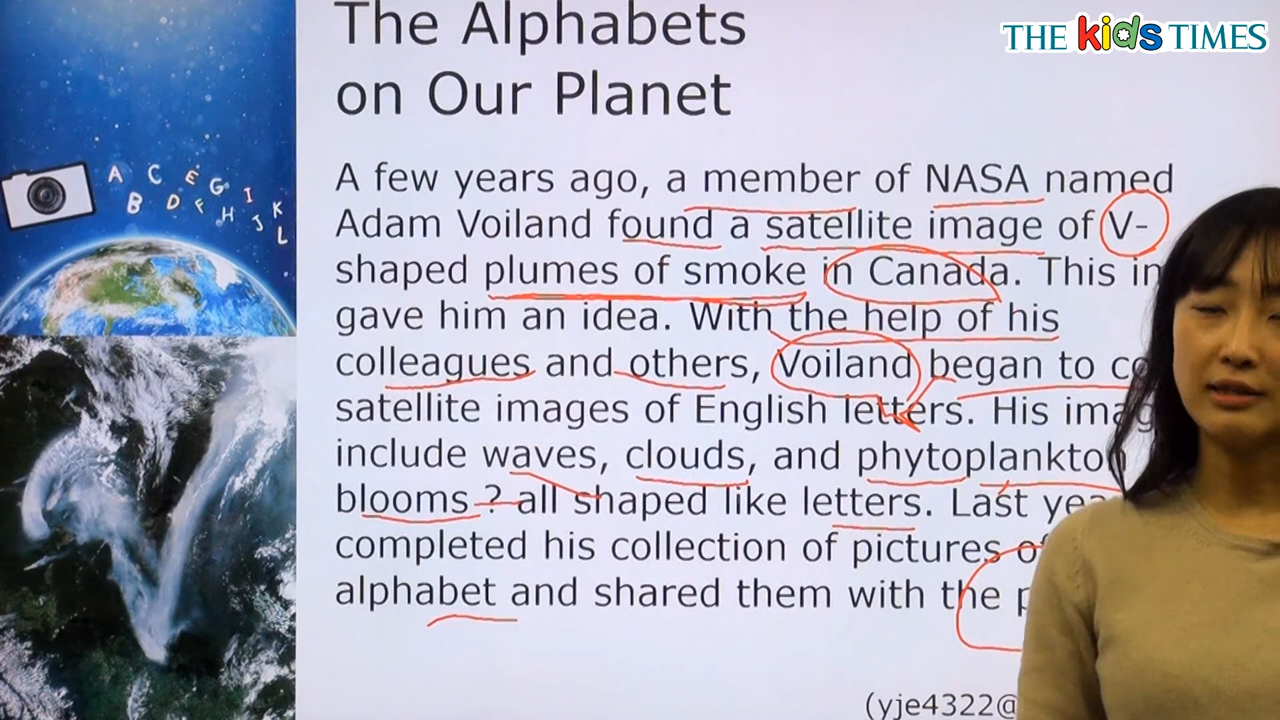 THE kids TIMES
The Alphabets
on Our Planet
A C E G I K
B D F H J L
A few years ago, a member of NASA named
Adam Voiland found a satellite image of V-
shaped plumes of smoke in Canada. This
gave him an idea. With the help of his
colleagues and others, Voiland began to
satellite images of English letters. His
include waves, clouds, and phytoplankton
blooms ? all shaped like letters. Last
completed his collection of pictures
alphabet and shared them with the
(yje4322@